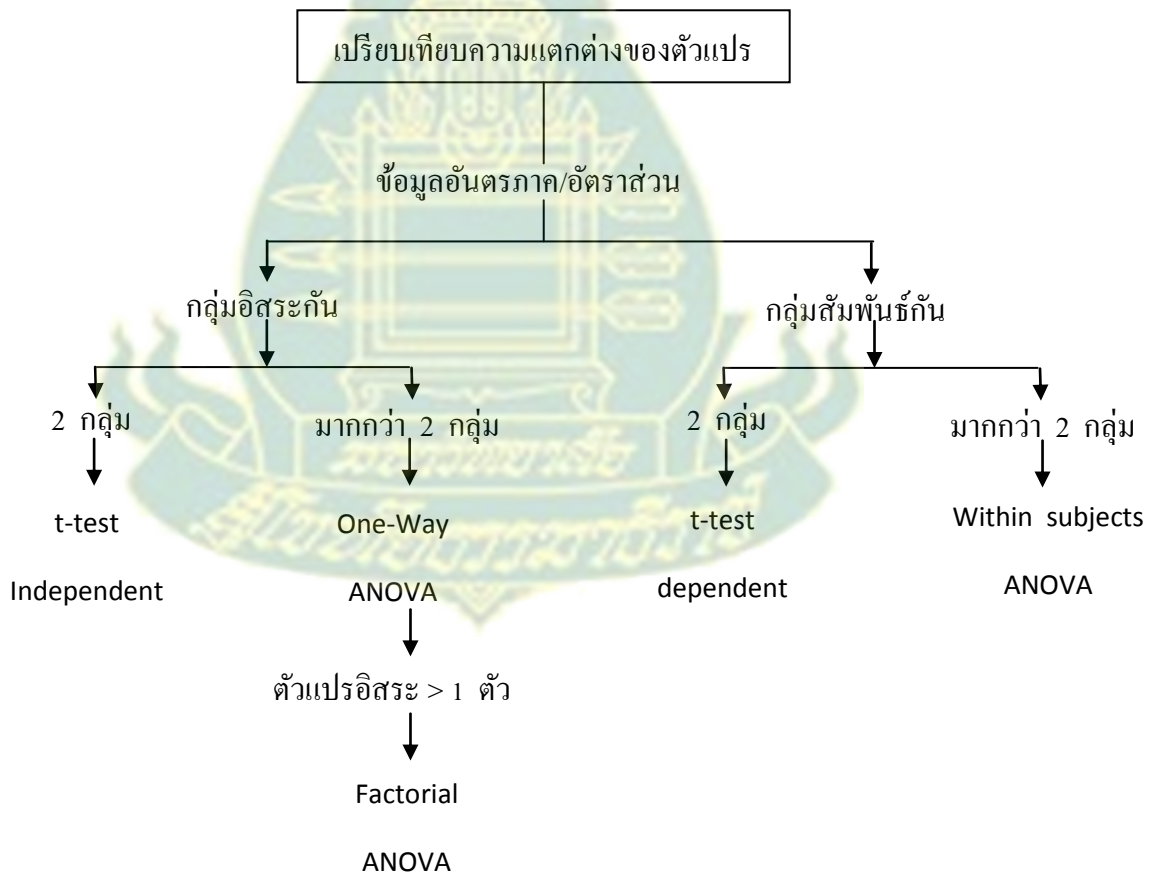 เปรียบเทียบความแตกต่างของตัวแปร
ข้อมูลอันตรภาค/อัตราส่วน
กลุ่มอิสระกัน
กลุ่มสัมพันธ์กัน
2 กลุ่ม
มากกว่า 2 กลุ่ม
2 กลุ่ม
มากกว่า 2 กลุ่ม
t-test
Independent
One-Way
ANOVA
t-test
dependent
Within subjects
ANOVA
ตัวแปรอิสระ > 1 ตัว
Factorial
ANOVA